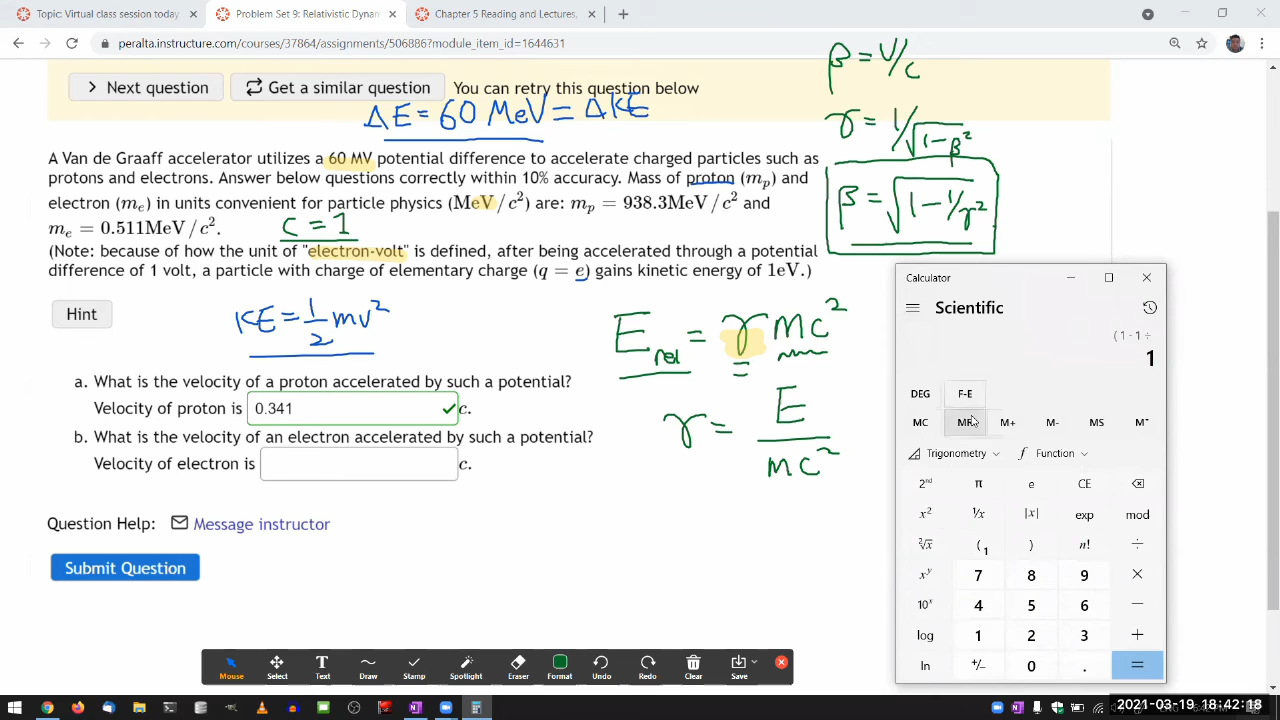 Topic: Virtual class session today
Problem Set 9: Relativistic Dynam
Chapter 5 Reading and Lectures,
peralta.instructure.com/courses/37864/assignments/506886?module_item_id=1644631
Next question
Get a similar question
You can retry this question below
ΔE = 60 MeV = ΔKE
A Van de Graaff accelerator utilizes a 60 MV potential difference to accelerate charged particles such as
protons and electrons. Answer below questions correctly within 10% accuracy. Mass of proton (m_p) and
electron (m_e) in units convenient for particle physics (MeV/c²) are: m_p = 938.3MeV/c² and
m_e = 0.511MeV/c².
c = 1
(Note: because of how the unit of "electron-volt" is defined, after being accelerated through a potential
difference of 1 volt, a particle with charge of elementary charge (q = e) gains kinetic energy of 1eV.)
Hint
KE = 1/2 mv²
a. What is the velocity of a proton accelerated by such a potential?
Velocity of proton is 0.341 c.
b. What is the velocity of an electron accelerated by such a potential?
Velocity of electron is c.
Question Help: Message instructor
Submit Question
β = v/c
γ = 1/√1-β²
β = √1 - 1/γ²
E_rel = γ mc²
γ = E / mc²
Calculator
Scientific
(1 - 1 ÷
1
DEG F-E
MC MR M+ M- MS M˅
Trigonometry Function
2ⁿᵈ π e CE
x² ¹/x |x| exp mod
²√x (₁ ) n! ÷
xʸ 7 8 9 ×
10ˣ 4 5 6 −
log 1 2 3 +
ln +/− 0 . =
Mouse Select Text Draw Stamp Spotlight Eraser Format Undo Redo Clear Save
2021-03-19 18:42:18